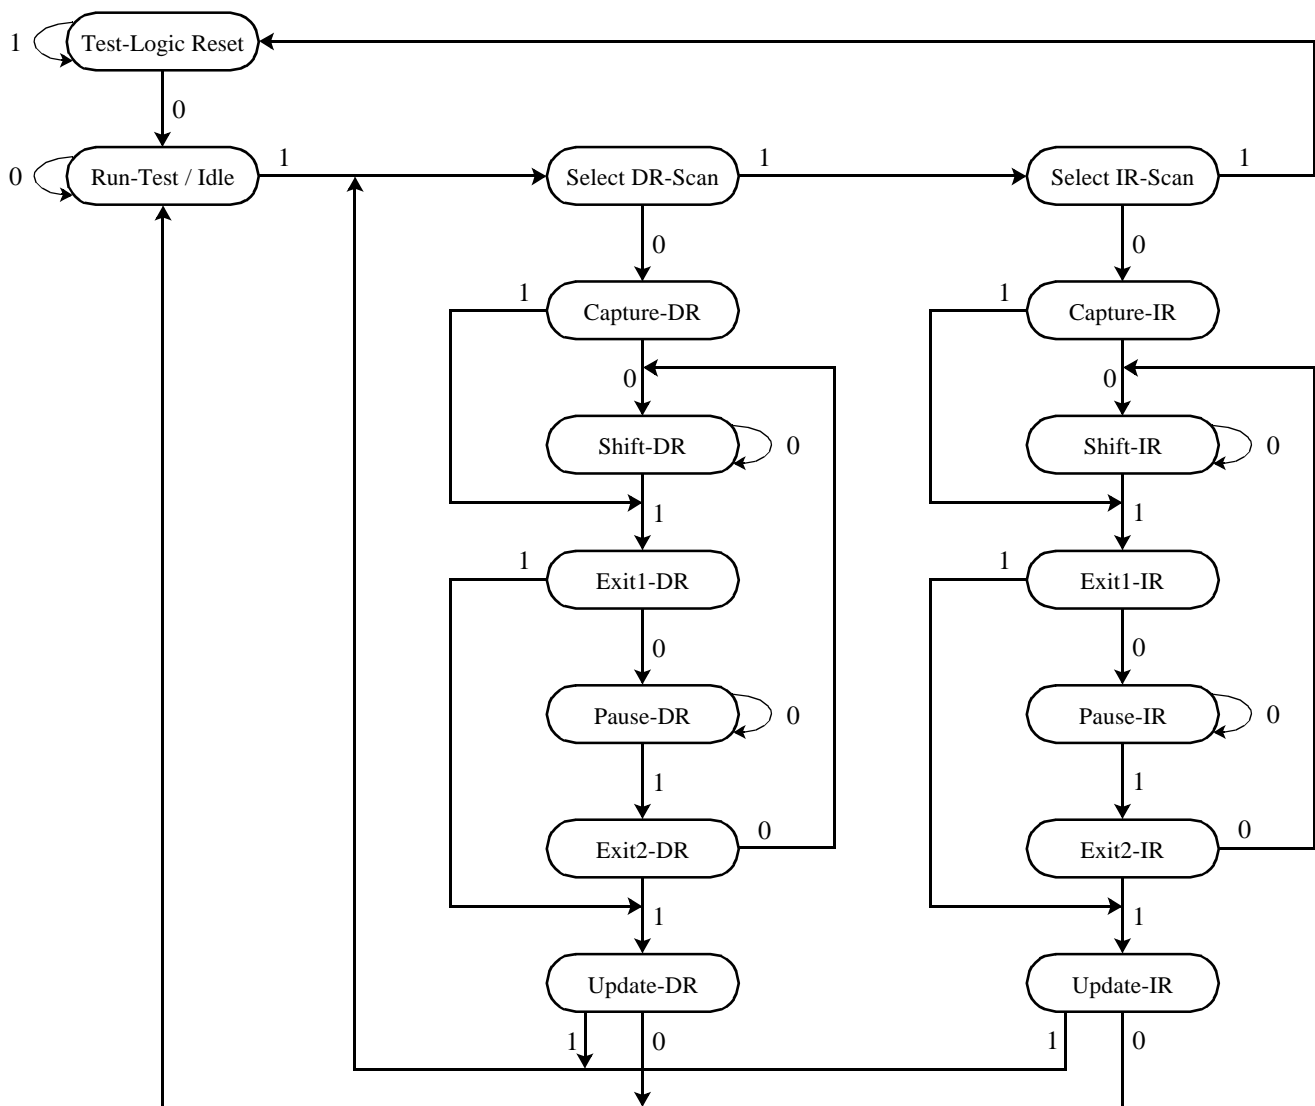 1
Test-Logic Reset
0
0
Run-Test / Idle
1
Select DR-Scan
1
Select IR-Scan
1
0
0
1
Capture-DR
1
Capture-IR
0
0
Shift-DR
0
Shift-IR
0
1
1
1
Exit1-DR
1
Exit1-IR
0
0
Pause-DR
0
Pause-IR
0
1
1
Exit2-DR
0
Exit2-IR
0
1
1
Update-DR
Update-IR
1
0
1
0